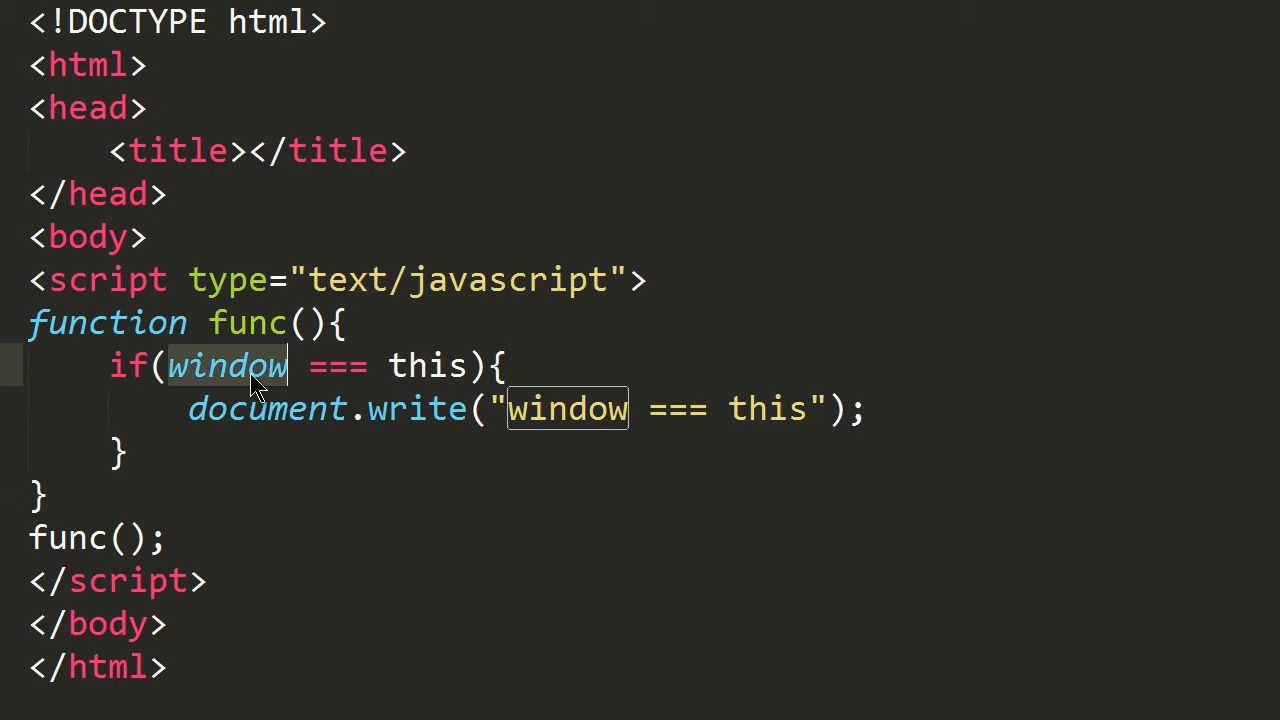 <!DOCTYPE html>
<html>
<head>
    <title></title>
</head>
<body>
<script type="text/javascript">
function func(){
    if(window === this){
        document.write("window === this");
    }
}
func();
</script>
</body>
</html>